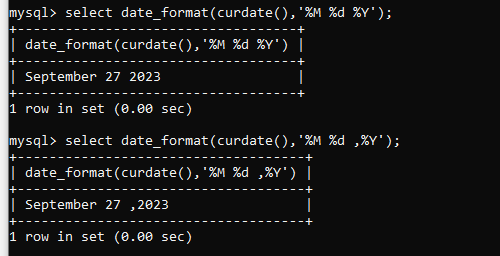 mysql> select date_format(curdate(),'%M %d %Y');
+-----------------------------------+
| date_format(curdate(),'%M %d %Y') |
+-----------------------------------+
| September 27 2023                 |
+-----------------------------------+
1 row in set (0.00 sec)
mysql> select date_format(curdate(),'%M %d ,%Y');
+------------------------------------+
| date_format(curdate(),'%M %d ,%Y') |
+------------------------------------+
| September 27 ,2023                 |
+------------------------------------+
1 row in set (0.00 sec)